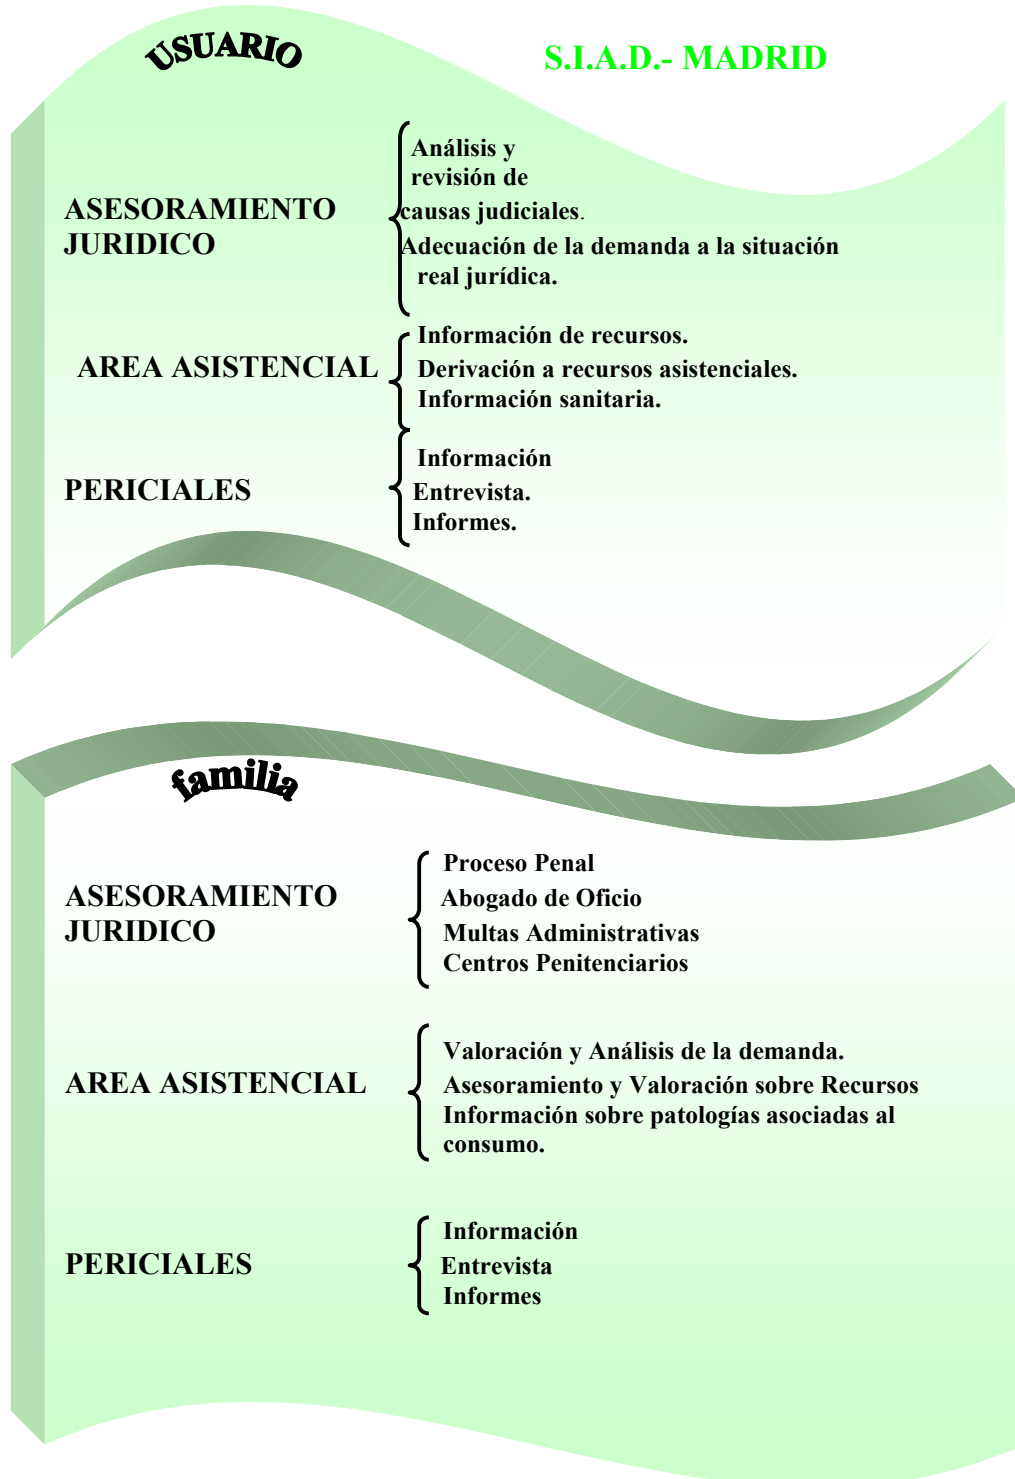 USUARIO
S.I.A.D.- MADRID
ASESORAMIENTO
JURIDICO
Análisis y
revisión de
causas judiciales.
Adecuación de la demanda a la situación
real jurídica.
AREA ASISTENCIAL
Información de recursos.
Derivación a recursos asistenciales.
Información sanitaria.
PERICIALES
Información
Entrevista.
Informes.
familia
ASESORAMIENTO
JURIDICO
Proceso Penal
Abogado de Oficio
Multas Administrativas
Centros Penitenciarios
AREA ASISTENCIAL
Valoración y Análisis de la demanda.
Asesoramiento y Valoración sobre Recursos
Información sobre patologías asociadas al
consumo.
PERICIALES
Información
Entrevista
Informes